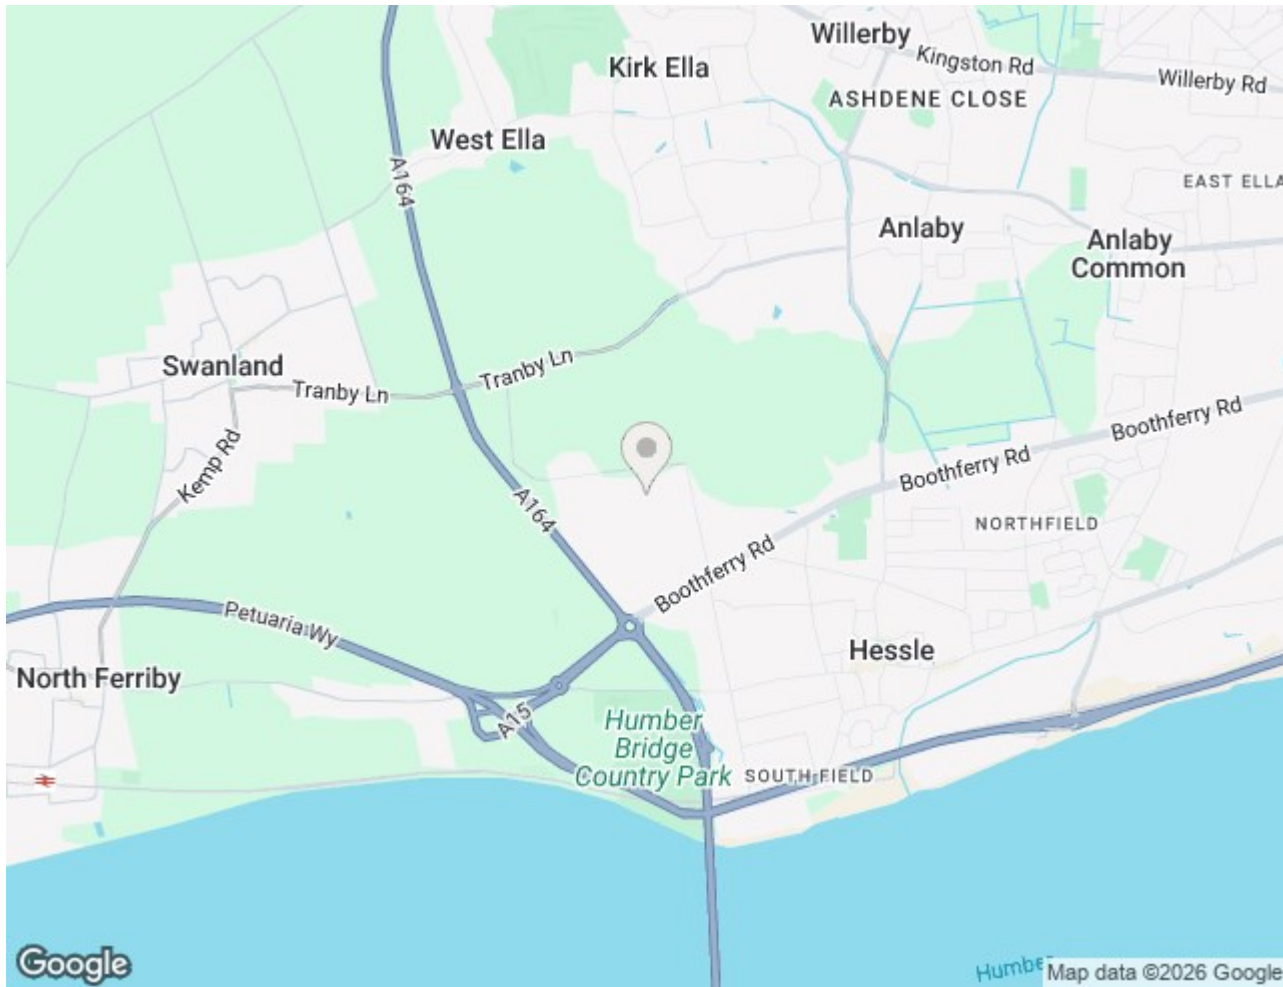 Willerby
Kingston Rd
Willerby Rd
Kirk Ella
ASHDENE CLOSE
West Ella
A164
EAST ELLA
Anlaby
Anlaby
Common
Swanland
Tranby Ln
Tranby Ln
Kemp Rd
Boothferry Rd
Boothferry Rd
A164
NORTHFIELD
Boothferry Rd
Petuaria Wy
Hessle
North Ferriby
A15
Humber
Bridge
Country Park
SOUTH FIELD
Google
Humber
Map data ©2026 Google